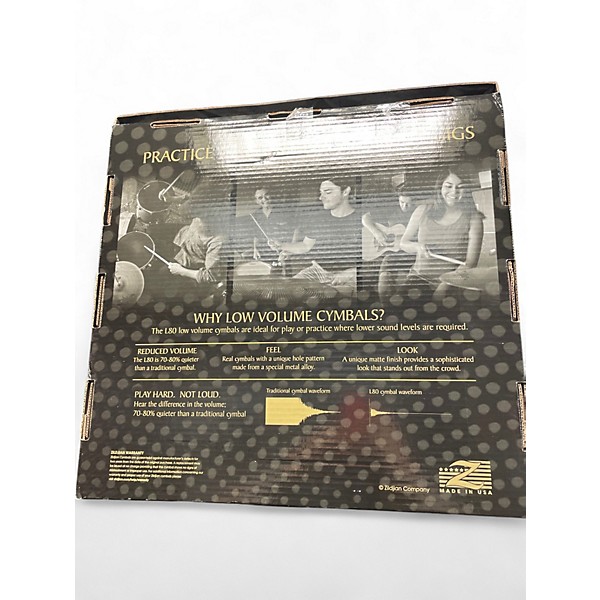 PRACTICE
IGS
WHY LOW VOLUME CYMBALS?
The L80 low volume cymbals are ideal for play or practice where lower sound levels are required.
REDUCED VOLUME
The L80 is 70-80% quieter
than a traditional cymbal.
FEEL
Real cymbals with a unique hole pattern
made from a special metal alloy.
LOOK
A unique matte finish provides a sophisticated
look that stands out from the crowd.
PLAY HARD. NOT LOUD.
Hear the difference in the volume;
70-80% quieter than a traditional cymbal
Traditional cymbal waveform
L80 cymbal waveform
ZILDJIAN WARRANTY
© Zildjian Company
Z
MADE IN USA